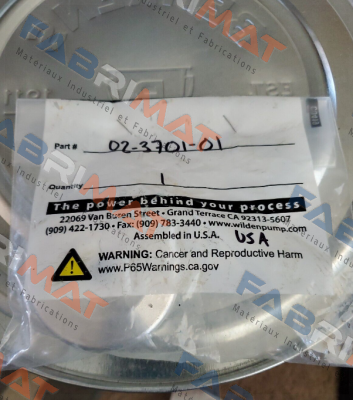 FABRIMAT
Materiaux Industriel et Fabrications
Part # 02-3701-01
Quantity 1
The power behind your process
22069 Van Buren Street • Grand Terrace CA 92313-5607
(909) 422-1730 • Fax: (909) 783-3440 • www.wildenpump.com
Assembled in U.S.A. USA
WARNING: Cancer and Reproductive Harm
www.P65Warnings.ca.gov